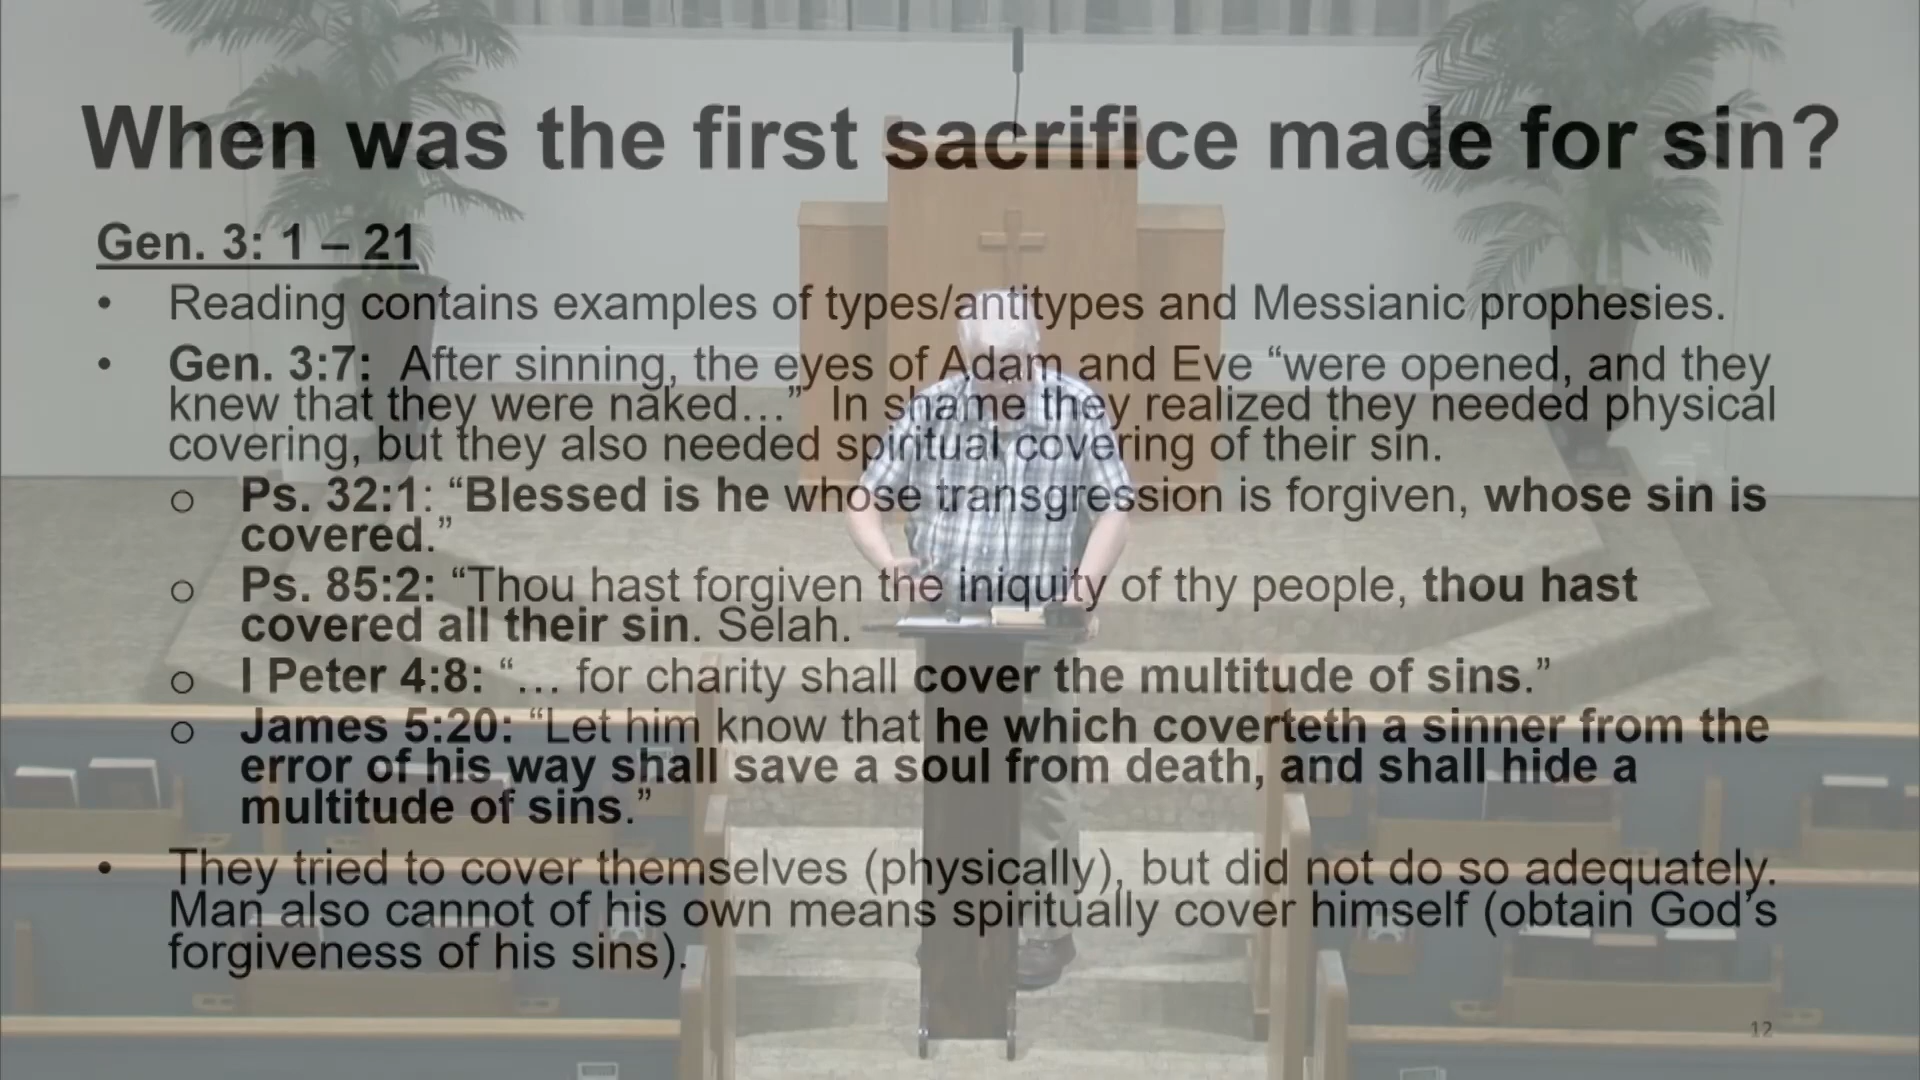 When was the first sacrifice made for sin?
Gen. 3: 1 – 21
• Reading contains examples of types/antitypes and Messianic prophesies.
• Gen. 3:7: After sinning, the eyes of Adam and Eve “were opened, and they
knew that they were naked…” In shame they realized they needed physical
covering, but they also needed spiritual covering of their sin.
o Ps. 32:1: “Blessed is he whose transgression is forgiven, whose sin is
covered.”
o Ps. 85:2: “Thou hast forgiven the iniquity of thy people, thou hast
covered all their sin. Selah.
o I Peter 4:8: “… for charity shall cover the multitude of sins.”
o James 5:20: “Let him know that he which coverteth a sinner from the
error of his way shall save a soul from death, and shall hide a
multitude of sins.”
• They tried to cover themselves (physically), but did not do so adequately.
Man also cannot of his own means spiritually cover himself (obtain God’s
forgiveness of his sins).
12